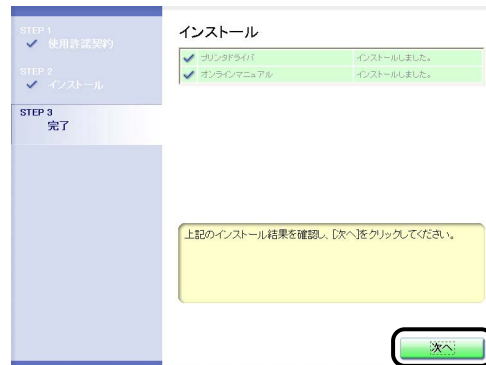 STEP 1
使用許諾契約
STEP 2
インストール
STEP 3
完了
インストール
プリンタドライバ インストールしました。
オンラインマニュアル インストールしました。
上記のインストール結果を確認し、[次へ]をクリックしてください。
次へ